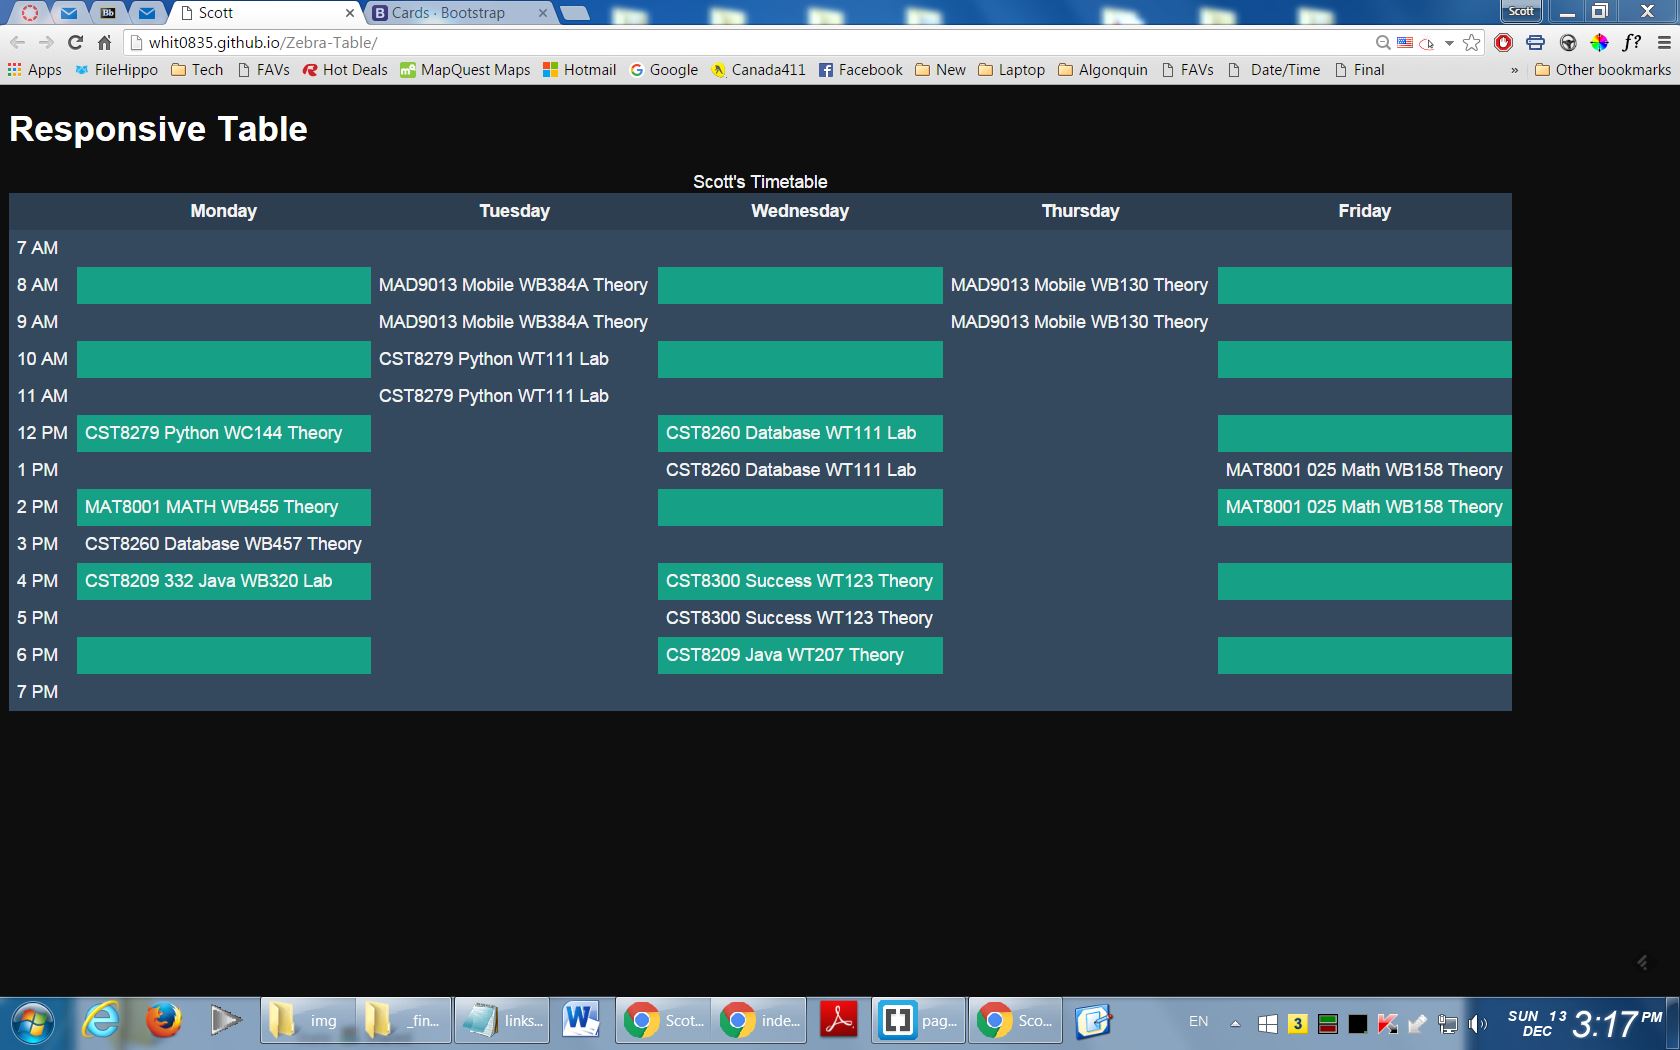 Scott
Cards · Bootstrap
Scott
whit0835.github.io/Zebra-Table/
f?
Apps FileHippo Tech FAVs Hot Deals MapQuest Maps Hotmail Google Canada411 Facebook New Laptop Algonquin FAVs Date/Time Final » Other bookmarks
Responsive Table
Scott's Timetable
Monday Tuesday Wednesday Thursday Friday
7 AM
8 AM MAD9013 Mobile WB384A Theory MAD9013 Mobile WB130 Theory
9 AM MAD9013 Mobile WB384A Theory MAD9013 Mobile WB130 Theory
10 AM CST8279 Python WT111 Lab
11 AM CST8279 Python WT111 Lab
12 PM CST8279 Python WC144 Theory CST8260 Database WT111 Lab
1 PM CST8260 Database WT111 Lab MAT8001 025 Math WB158 Theory
2 PM MAT8001 MATH WB455 Theory MAT8001 025 Math WB158 Theory
3 PM CST8260 Database WB457 Theory
4 PM CST8209 332 Java WB320 Lab CST8300 Success WT123 Theory
5 PM CST8300 Success WT123 Theory
6 PM CST8209 Java WT207 Theory
7 PM
img _fin... links... Scot... inde... pag... Sco... EN 3 SUN 13 DEC 3:17 PM